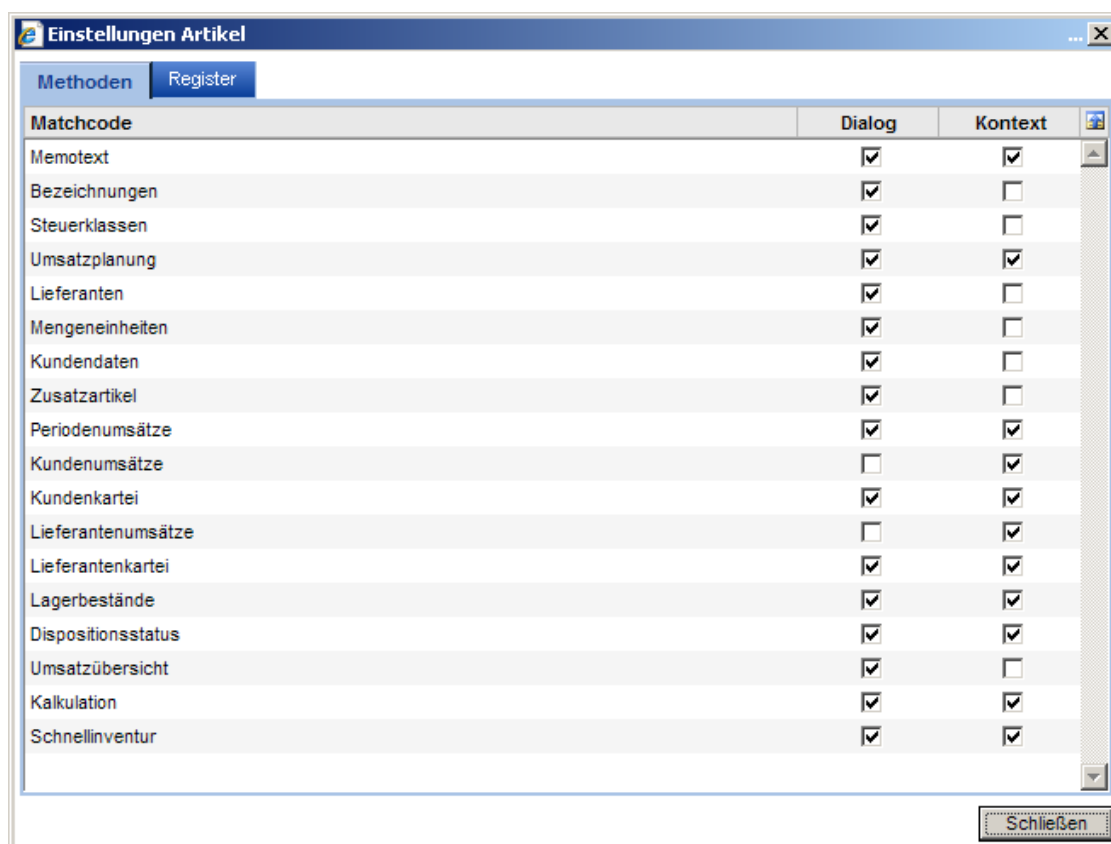 Einstellungen Artikel ...
Methoden Register
Matchcode Dialog Kontext
Memotext
Bezeichnungen
Steuerklassen
Umsatzplanung
Lieferanten
Mengeneinheiten
Kundendaten
Zusatzartikel
Periodenumsätze
Kundenumsätze
Kundenkartei
Lieferantenumsätze
Lieferantenkartei
Lagerbestände
Dispositionsstatus
Umsatzübersicht
Kalkulation
Schnellinventur
Schließen